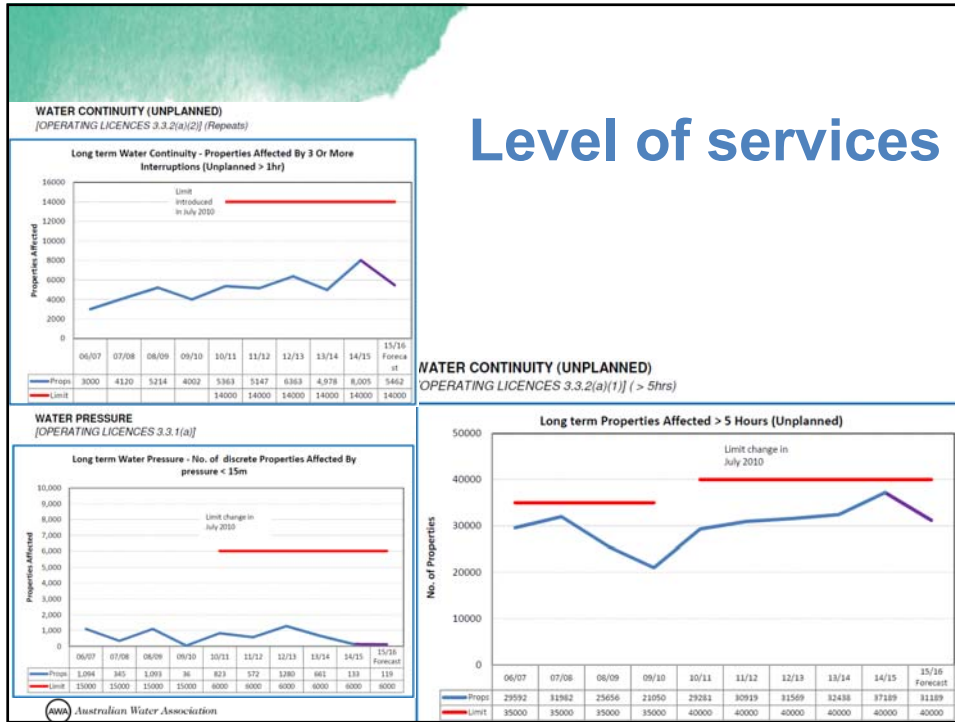 Level of services
WATER CONTINUITY (UNPLANNED)
[OPERATING LICENCES 3.3.2(a)(2)] (Repeats)
Long term Water Continuity - Properties Affected By 3 Or More
Interruptions (Unplanned > 1hr)
Limit
introduced
in July 2010
Properties Affected
16000
14000
12000
10000
8000
6000
4000
2000
0
06/07 07/08 08/09 09/10 10/11 11/12 12/13 13/14 14/15 15/16
Foreca
st
Props 3000 4120 5214 4002 5363 5147 6363 4,978 8,005 5462
Limit 14000 14000 14000 14000 14000 14000
WATER PRESSURE
[OPERATING LICENCES 3.3.1(a)]
Long term Water Pressure - No. of discrete Properties Affected By
pressure < 15m
Limit change in
July 2010
Properties Affected
10,000
9,000
8,000
7,000
6,000
5,000
4,000
3,000
2,000
1,000
0
06/07 07/08 08/09 09/10 10/11 11/12 12/13 13/14 14/15 15/16
Forecast
Props 1,094 345 1,093 36 823 572 1280 661 133 119
Limit 15000 15000 15000 15000 6000 6000 6000 6000 6000 6000
WATER CONTINUITY (UNPLANNED)
OPERATING LICENCES 3.3.2(a)(1)] ( > 5hrs)
Long term Properties Affected > 5 Hours (Unplanned)
Limit change in
July 2010
No. of Properties
50000
40000
30000
20000
10000
0
06/07 07/08 08/09 09/10 10/11 11/12 12/13 13/14 14/15 15/16
Forecast
Props 29592 31982 25656 21050 29281 30919 31569 32438 37189 31189
Limit 35000 35000 35000 35000 40000 40000 40000 40000 40000 40000
AWA Australian Water Association